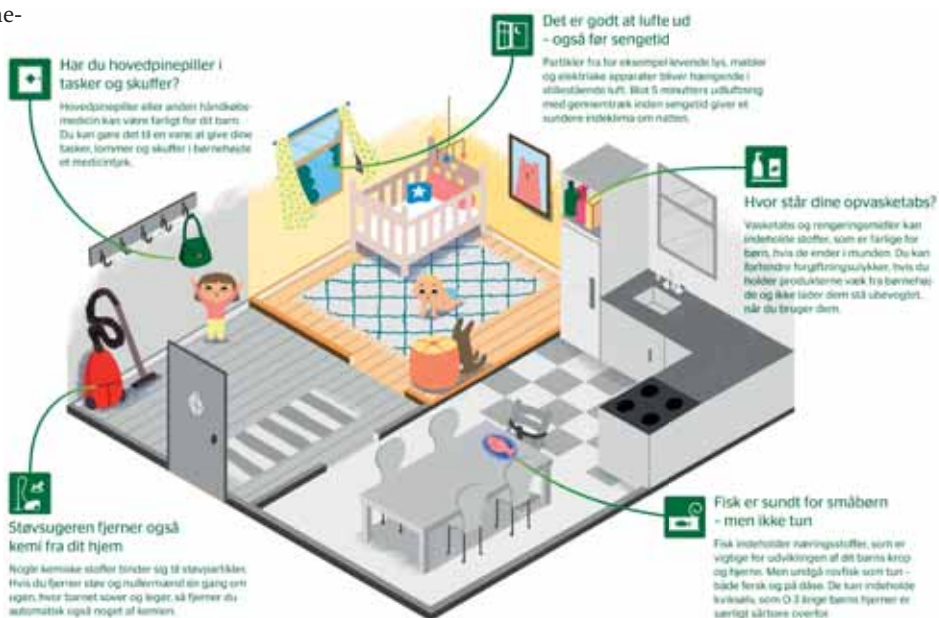 ne-
Har du hovedpinepiller i
tasker og skuffer?
Hovedpinepiller eller anden håndkøbs-
medicin kan være farligt for dit barn.
Du kan gøre det til en vane at give dine
tasker, lommer og skuffer i børnehøjde
et medicintjek.
Det er godt at lufte ud
– også før sengetid
Partikler fra for eksempel levende lys, møbler
og elektriske apparater bliver hængende i
stillestående luft. Blot 5 minutters udluftning
med gennemtræk inden sengetid giver et
sundere indeklima om natten.
Hvor står dine opvasketabs?
Vasketabs og rengøringsmidler kan
indeholde stoffer, som er farlige for
børn, hvis de ender i munden. Du kan
forhindre forgiftningsulykker, hvis du
holder produkterne væk fra børnehøj
de og ikke lader dem stå ubevogtet,
når du bruger dem.
Støvsugeren fjerner også
kemi fra dit hjem
Nogle kemiske stoffer binder sig til støvpartikler.
Hvis du fjerner støv og nullermænd én gang om
ugen, hvor barnet sover og leger, så fjerner du
automatisk også noget af kemien.
Fisk er sundt for småbørn
– men ikke tun
Fisk indeholder næringsstoffer, som er
vigtige for udviklingen af dit barns krop
og hjerne. Men undgå rovfisk som tun –
både fersk og på dåse. De kan indeholde
kviksølv, som 0-3 årige børns hjerner er
særligt sårbare overfor.